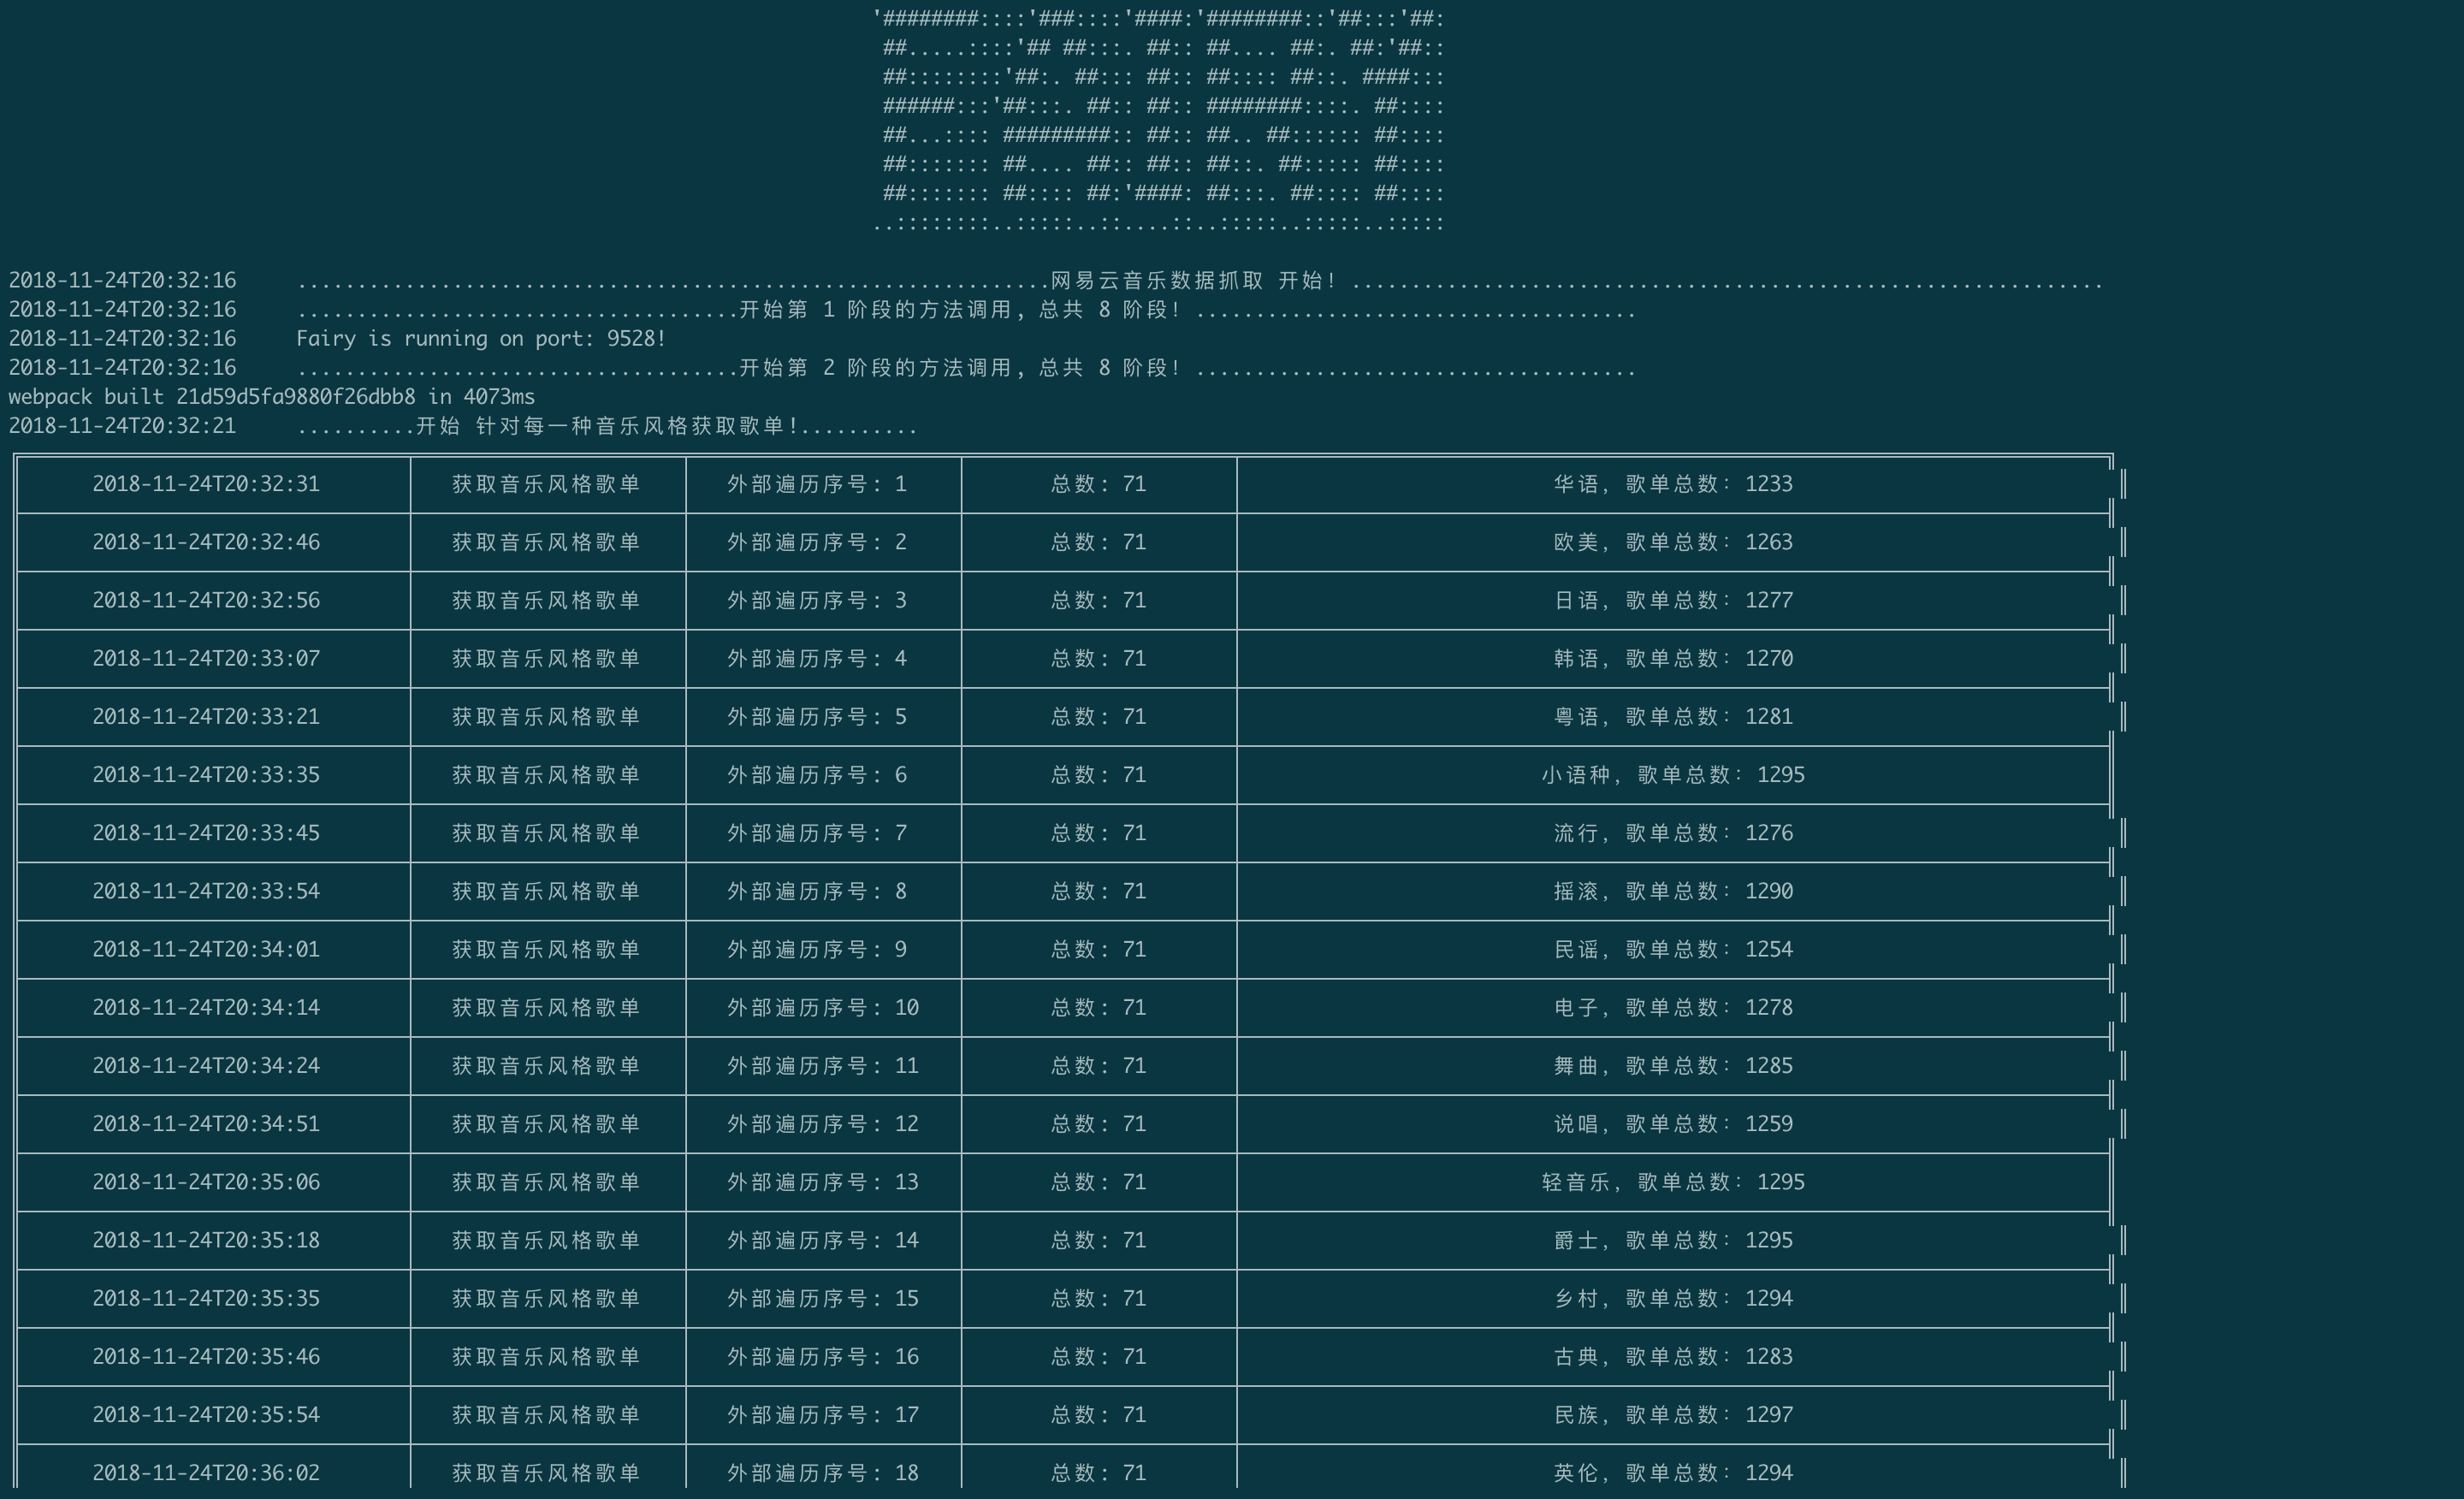 '########::::'###::::'####:'########::'##:::'##:
##.....::::'## ##:::. ##:: ##.... ##:. ##:'##::
##::::::::'##:. ##::: ##:: ##:::: ##::. ####:::
######:::'##:::. ##:: ##:: ########::::. ##::::
##...:::: #########:: ##:: ##.. ##:::::: ##::::
##::::::: ##.... ##:: ##:: ##::. ##::::: ##::::
##::::::: ##:::: ##:'####: ##:::. ##:::: ##::::
..::::::::..:::::..::....::..:::::..:::::..:::::
2018-11-24T20:32:16 ...............................................................网易云音乐数据抓取 开始! ...............................................................
2018-11-24T20:32:16 .....................................开始第 1 阶段的方法调用, 总共 8 阶段! .....................................
2018-11-24T20:32:16 Fairy is running on port: 9528!
2018-11-24T20:32:16 .....................................开始第 2 阶段的方法调用, 总共 8 阶段! .....................................
webpack built 21d59d5fa9880f26dbb8 in 4073ms
2018-11-24T20:32:21 ..........开始 针对每一种音乐风格获取歌单!..........
2018-11-24T20:32:31 获取音乐风格歌单 外部遍历序号: 1 总数: 71 华语, 歌单总数: 1233
2018-11-24T20:32:46 获取音乐风格歌单 外部遍历序号: 2 总数: 71 欧美, 歌单总数: 1263
2018-11-24T20:32:56 获取音乐风格歌单 外部遍历序号: 3 总数: 71 日语, 歌单总数: 1277
2018-11-24T20:33:07 获取音乐风格歌单 外部遍历序号: 4 总数: 71 韩语, 歌单总数: 1270
2018-11-24T20:33:21 获取音乐风格歌单 外部遍历序号: 5 总数: 71 粤语, 歌单总数: 1281
2018-11-24T20:33:35 获取音乐风格歌单 外部遍历序号: 6 总数: 71 小语种, 歌单总数: 1295
2018-11-24T20:33:45 获取音乐风格歌单 外部遍历序号: 7 总数: 71 流行, 歌单总数: 1276
2018-11-24T20:33:54 获取音乐风格歌单 外部遍历序号: 8 总数: 71 摇滚, 歌单总数: 1290
2018-11-24T20:34:01 获取音乐风格歌单 外部遍历序号: 9 总数: 71 民谣, 歌单总数: 1254
2018-11-24T20:34:14 获取音乐风格歌单 外部遍历序号: 10 总数: 71 电子, 歌单总数: 1278
2018-11-24T20:34:24 获取音乐风格歌单 外部遍历序号: 11 总数: 71 舞曲, 歌单总数: 1285
2018-11-24T20:34:51 获取音乐风格歌单 外部遍历序号: 12 总数: 71 说唱, 歌单总数: 1259
2018-11-24T20:35:06 获取音乐风格歌单 外部遍历序号: 13 总数: 71 轻音乐, 歌单总数: 1295
2018-11-24T20:35:18 获取音乐风格歌单 外部遍历序号: 14 总数: 71 爵士, 歌单总数: 1295
2018-11-24T20:35:35 获取音乐风格歌单 外部遍历序号: 15 总数: 71 乡村, 歌单总数: 1294
2018-11-24T20:35:46 获取音乐风格歌单 外部遍历序号: 16 总数: 71 古典, 歌单总数: 1283
2018-11-24T20:35:54 获取音乐风格歌单 外部遍历序号: 17 总数: 71 民族, 歌单总数: 1297
2018-11-24T20:36:02 获取音乐风格歌单 外部遍历序号: 18 总数: 71 英伦, 歌单总数: 1294